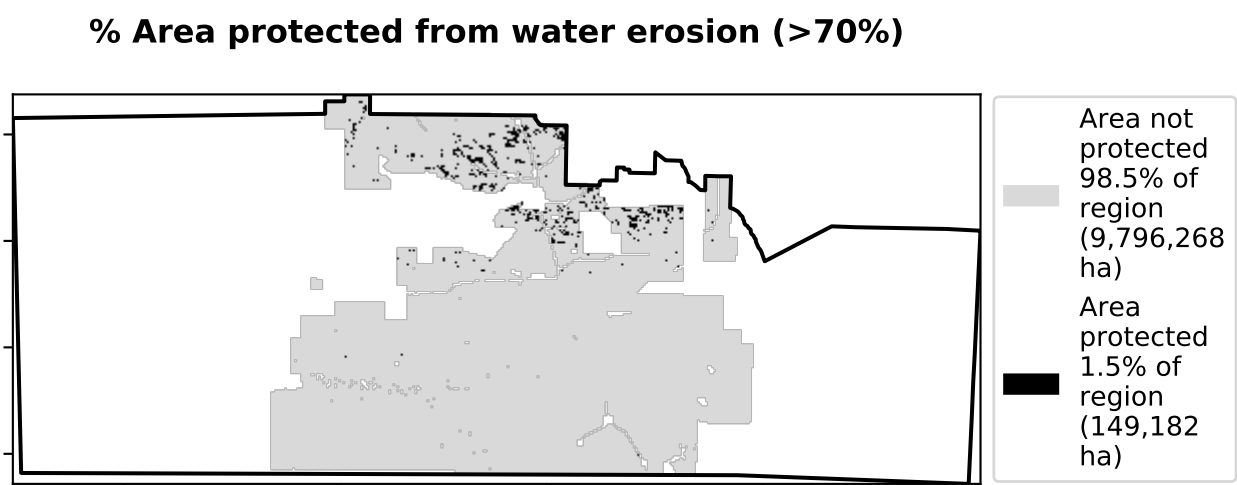 % Area protected from water erosion (>70%)
Area not
protected
98.5% of
region
(9,796,268
ha)
Area
protected
1.5% of
region
(149,182
ha)